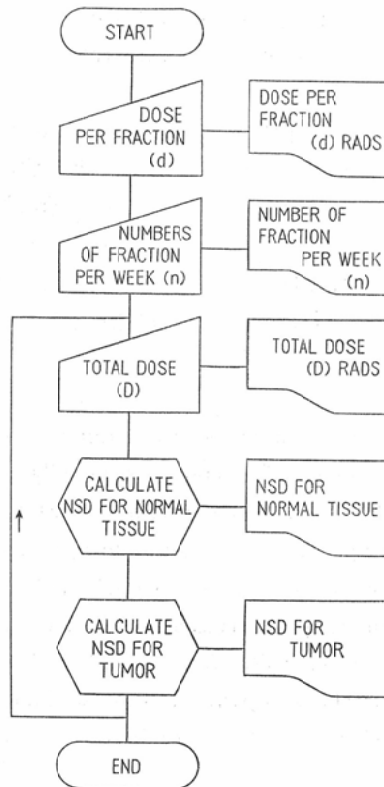 START
DOSE
PER FRACTION
(d)
DOSE PER
FRACTION
(d) RADS
NUMBERS
OF FRACTION
PER WEEK (n)
NUMBER OF
FRACTION
PER WEEK
(n)
TOTAL DOSE
(D)
TOTAL DOSE
(D) RADS
CALCULATE
NSD FOR NORMAL
TISSUE
NSD FOR
NORMAL TISSUE
CALCULATE
NSD FOR
TUMOR
NSD FOR
TUMOR
END